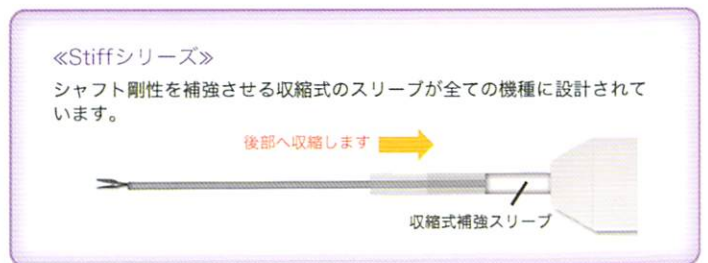 ≪Stiffシリーズ≫
シャフト剛性を補強させる収縮式のスリーブが全ての機種に設計されて
います。
後部へ収縮します
収縮式補強スリーブ